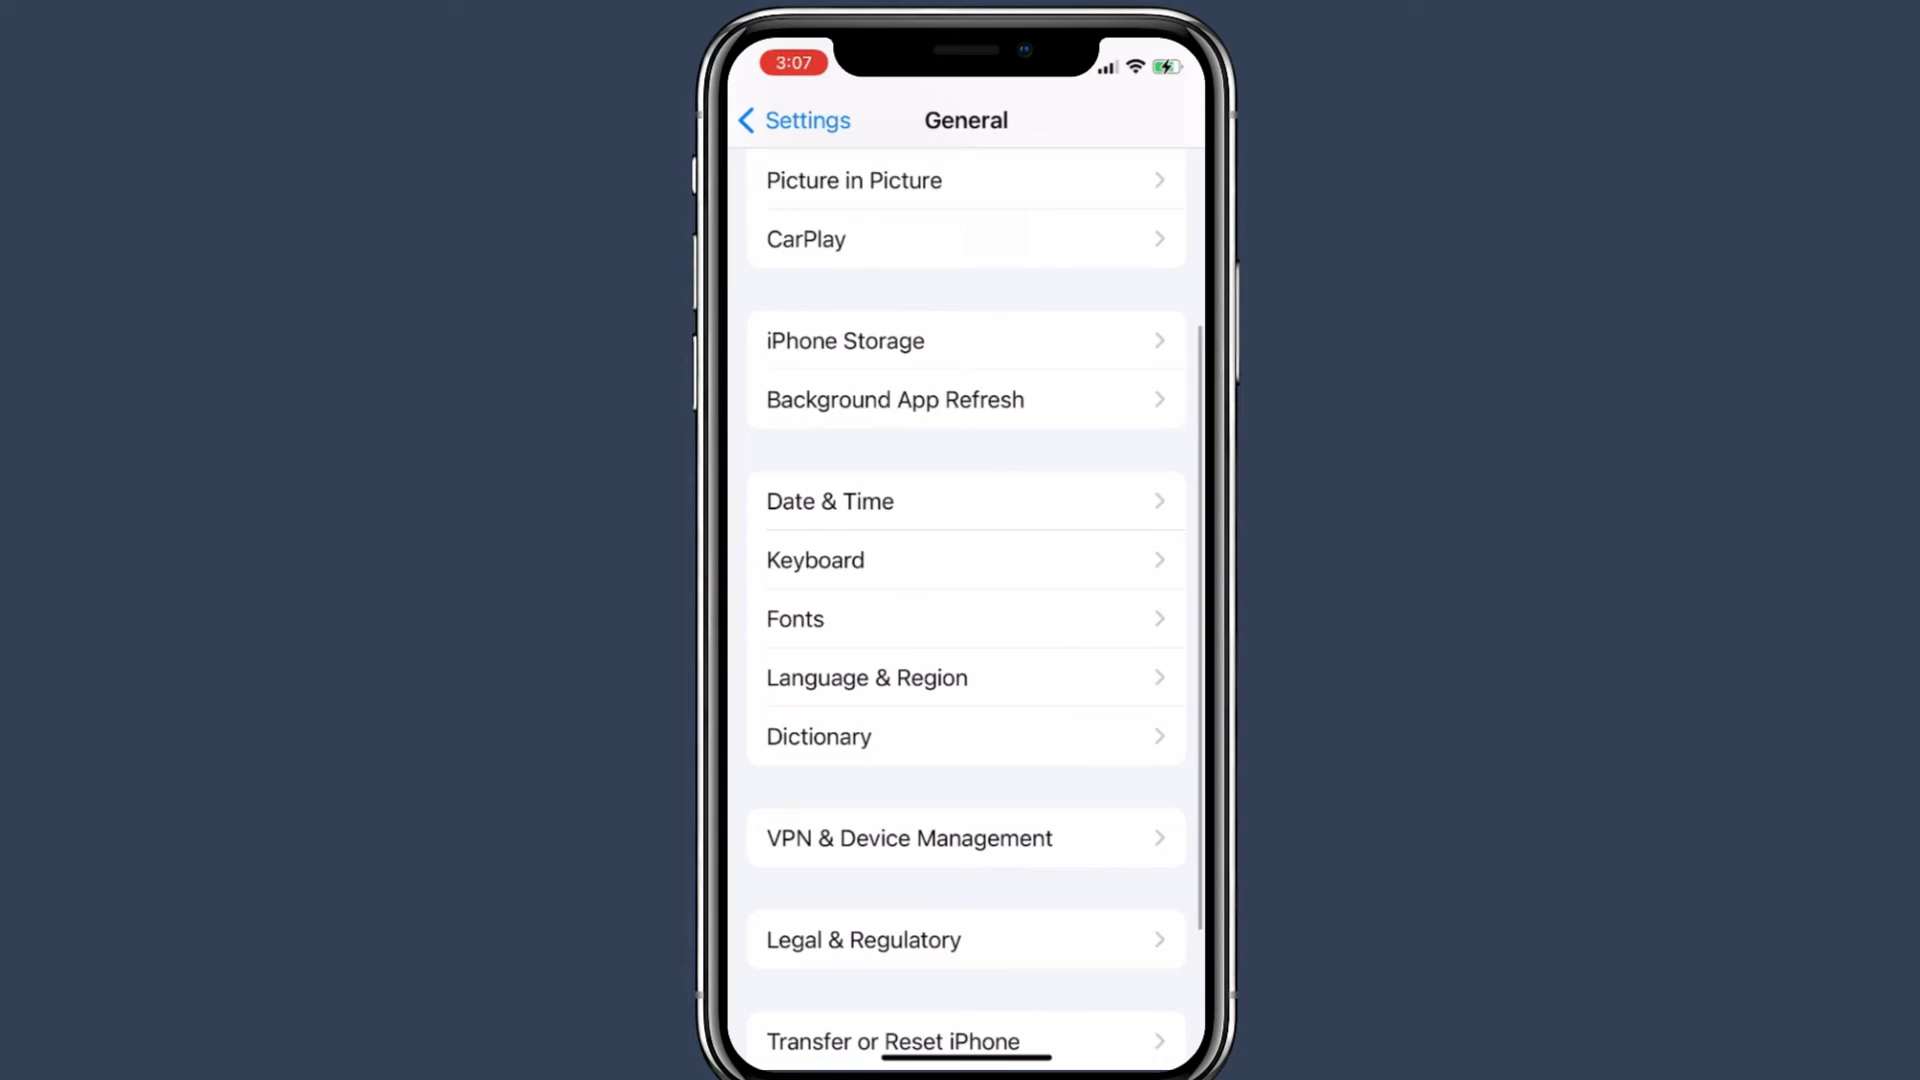 3:07
Settings
General
Picture in Picture
CarPlay
iPhone Storage
Background App Refresh
Date & Time
Keyboard
Fonts
Language & Region
Dictionary
VPN & Device Management
Legal & Regulatory
Transfer or Reset iPhone